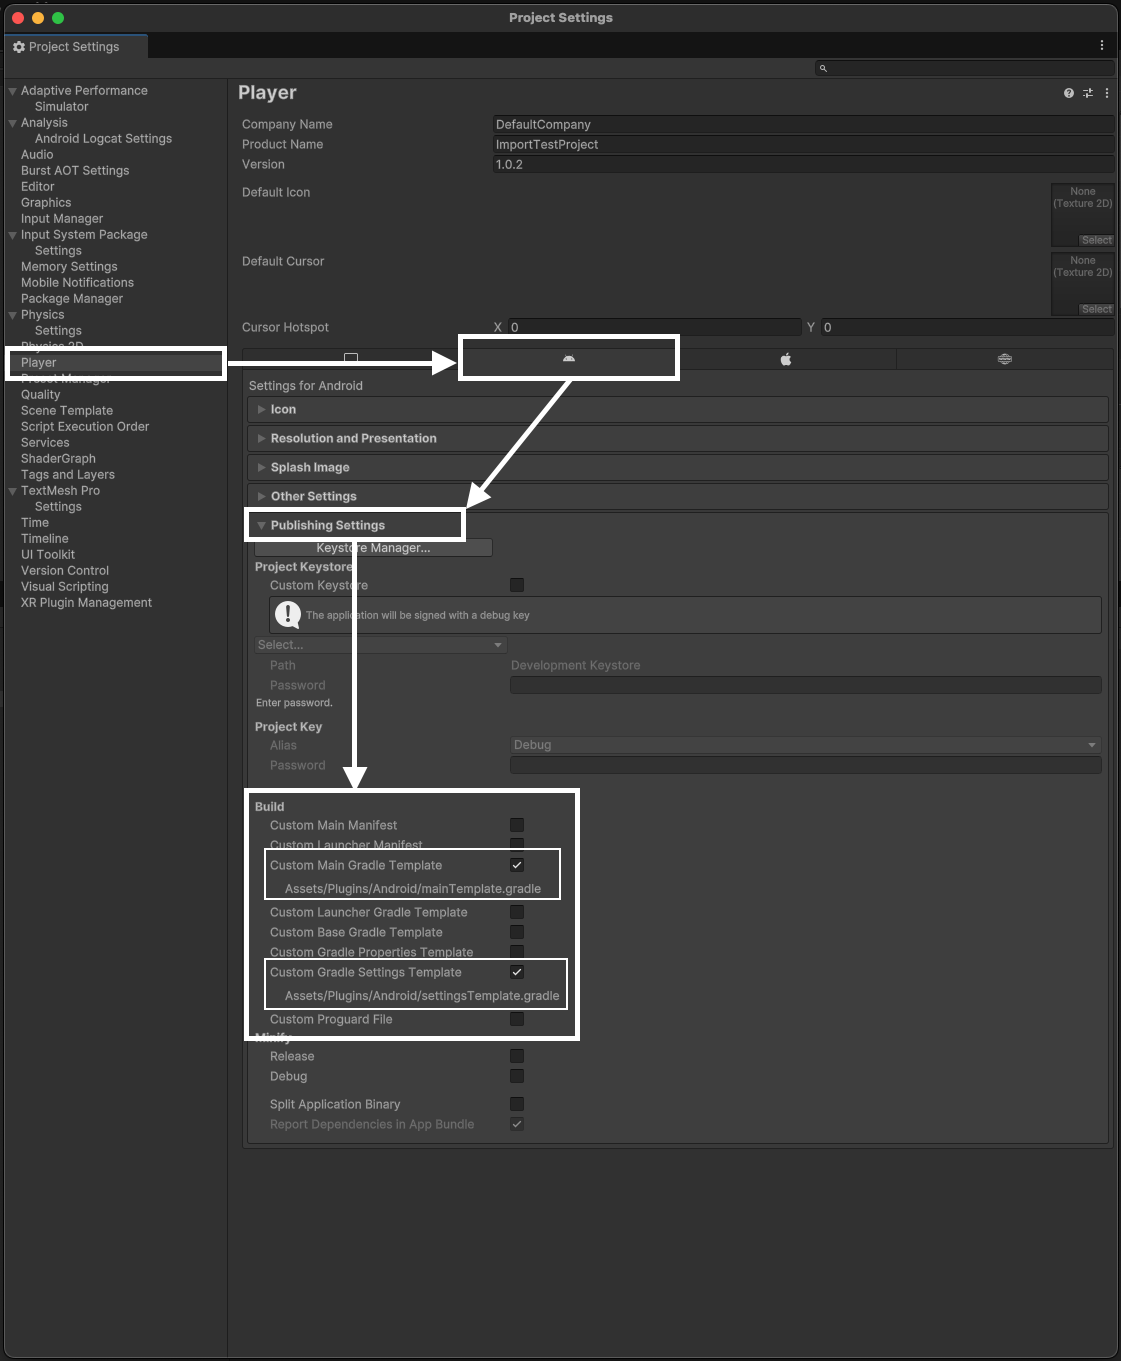 Project Settings
Project Settings
Adaptive Performance
Simulator
Analysis
Android Logcat Settings
Audio
Burst AOT Settings
Editor
Graphics
Input Manager
Input System Package
Settings
Memory Settings
Mobile Notifications
Package Manager
Physics
Settings
Physics 2D
Player
Preset Manager
Quality
Scene Template
Script Execution Order
Services
ShaderGraph
Tags and Layers
TextMesh Pro
Settings
Time
Timeline
UI Toolkit
Version Control
Visual Scripting
XR Plugin Management
Player
Company Name DefaultCompany
Product Name ImportTestProject
Version 1.0.2
Default Icon
None
(Texture 2D)
Select
Default Cursor
None
(Texture 2D)
Select
Cursor Hotspot X 0 Y 0
Settings for Android
Icon
Resolution and Presentation
Splash Image
Other Settings
Publishing Settings
Keystore Manager...
Project Keystore
Custom Keystore
The application will be signed with a debug key
Select...
Path Development Keystore
Password
Enter password.
Project Key
Alias Debug
Password
Build
Custom Main Manifest
Custom Launcher Manifest
Custom Main Gradle Template
Assets/Plugins/Android/mainTemplate.gradle
Custom Launcher Gradle Template
Custom Base Gradle Template
Custom Gradle Properties Template
Custom Gradle Settings Template
Assets/Plugins/Android/settingsTemplate.gradle
Custom Proguard File
Minify
Release
Debug
Split Application Binary
Report Dependencies in App Bundle